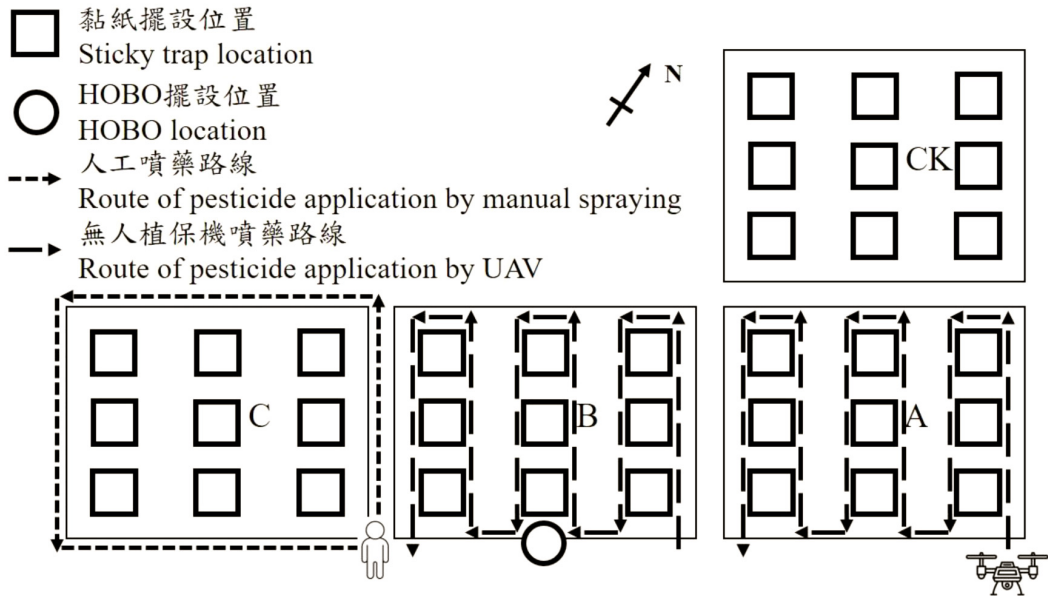 黏紙擺設位置
Sticky trap location
HOBO擺設位置
HOBO location
人工噴藥路線
Route of pesticide application by manual spraying
無人植保機噴藥路線
Route of pesticide application by UAV
N
CK
C
B
A